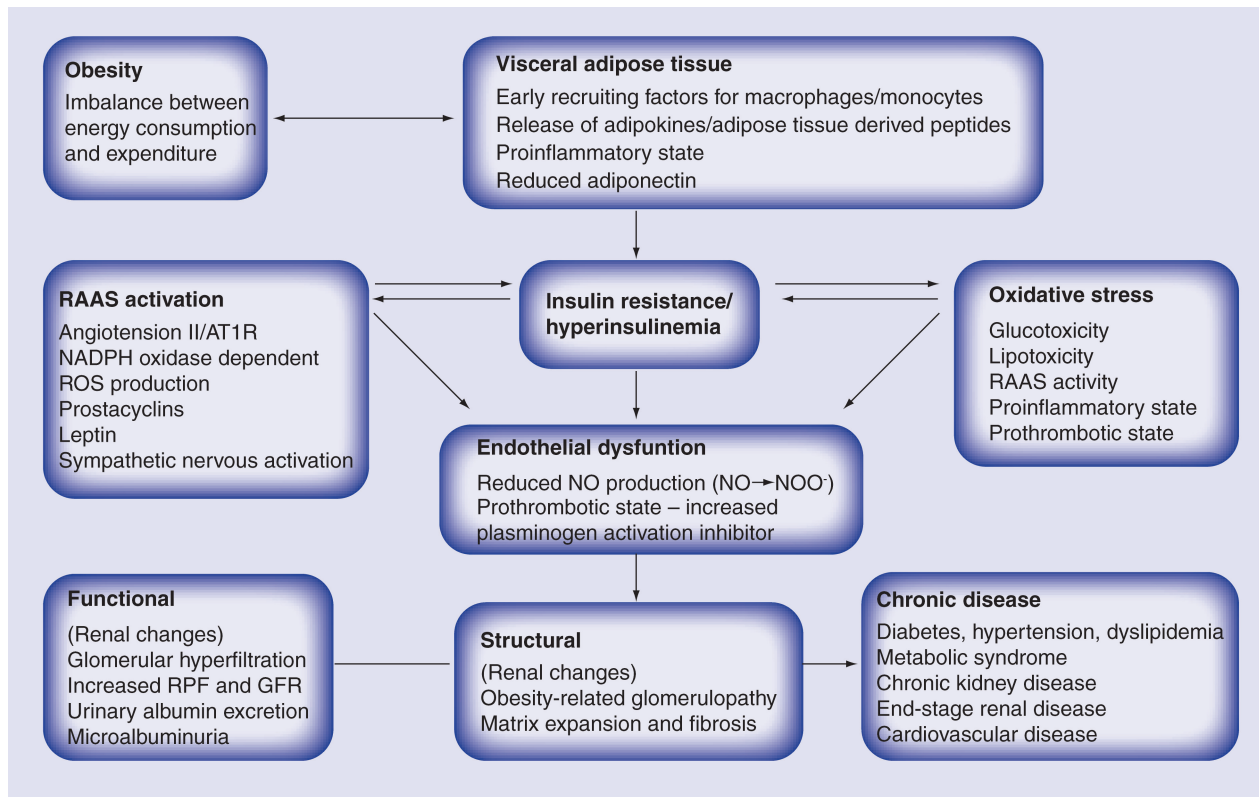 Obesity
Imbalance between
energy consumption
and expenditure
Visceral adipose tissue
Early recruiting factors for macrophages/monocytes
Release of adipokines/adipose tissue derived peptides
Proinflammatory state
Reduced adiponectin
RAAS activation
Angiotension II/AT1R
NADPH oxidase dependent
ROS production
Prostacyclins
Leptin
Sympathetic nervous activation
Insulin resistance/
hyperinsulinemia
Oxidative stress
Glucotoxicity
Lipotoxicity
RAAS activity
Proinflammatory state
Prothrombotic state
Endothelial dysfuntion
Reduced NO production (NO→NOO⁻)
Prothrombotic state – increased
plasminogen activation inhibitor
Functional
(Renal changes)
Glomerular hyperfiltration
Increased RPF and GFR
Urinary albumin excretion
Microalbuminuria
Structural
(Renal changes)
Obesity-related glomerulopathy
Matrix expansion and fibrosis
Chronic disease
Diabetes, hypertension, dyslipidemia
Metabolic syndrome
Chronic kidney disease
End-stage renal disease
Cardiovascular disease